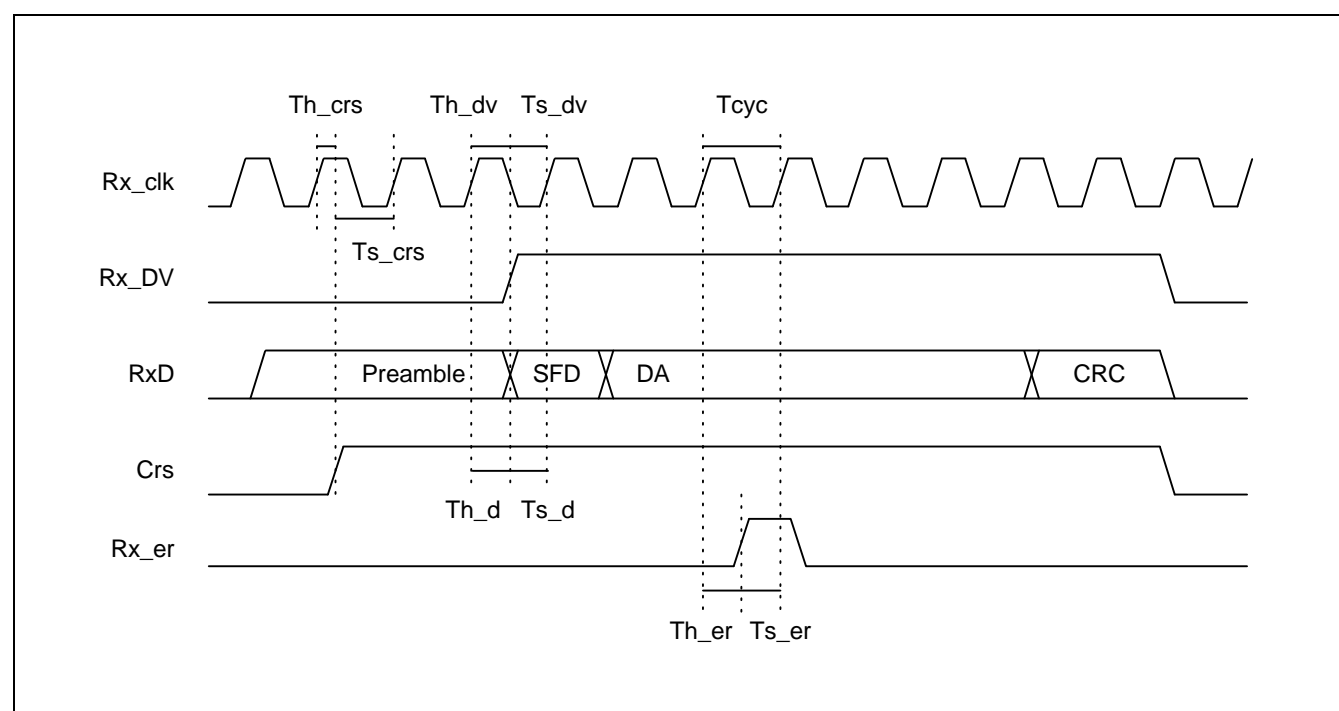 Th_crs Th_dv Ts_dv Tcyc
Rx_clk
Ts_crs
Rx_DV
RxD Preamble SFD DA CRC
Crs
Th_d Ts_d
Rx_er
Th_er Ts_er